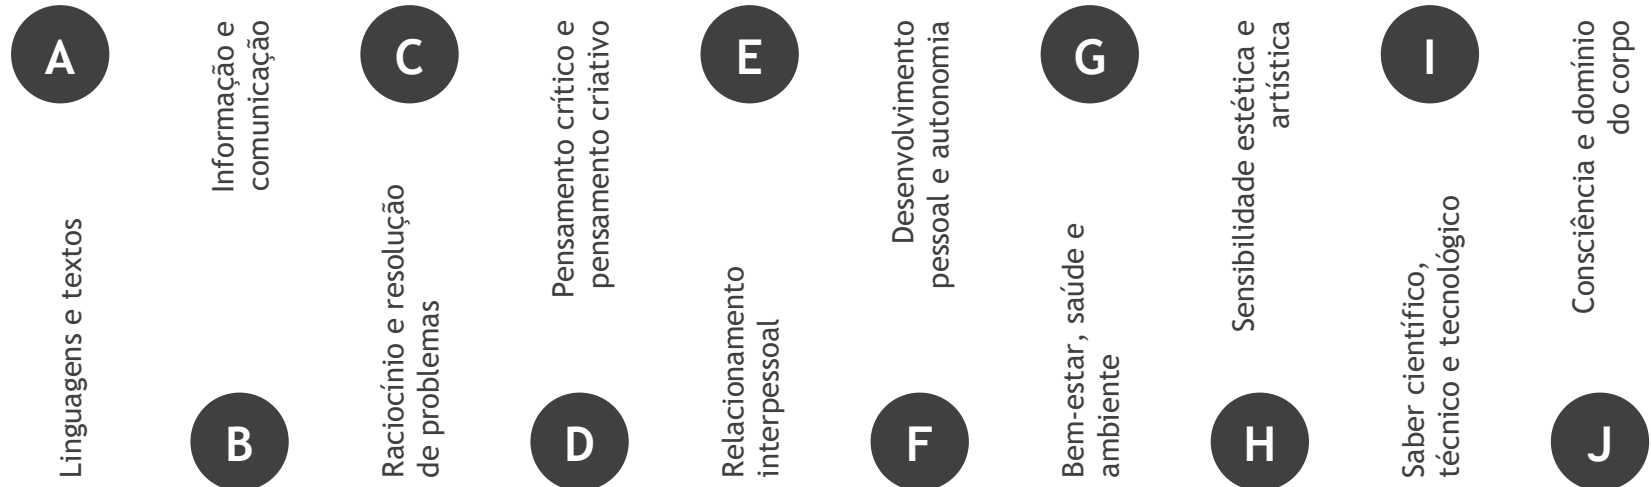 A
Linguagens e textos
Informação e
comunicação
B
C
Raciocínio e resolução
de problemas
Pensamento crítico e
pensamento criativo
D
E
Relacionamento
interpessoal
Desenvolvimento
pessoal e autonomia
F
G
Bem-estar, saúde e
ambiente
Sensibilidade estética e
artística
H
I
Saber científico,
técnico e tecnológico
Consciência e domínio
do corpo
J